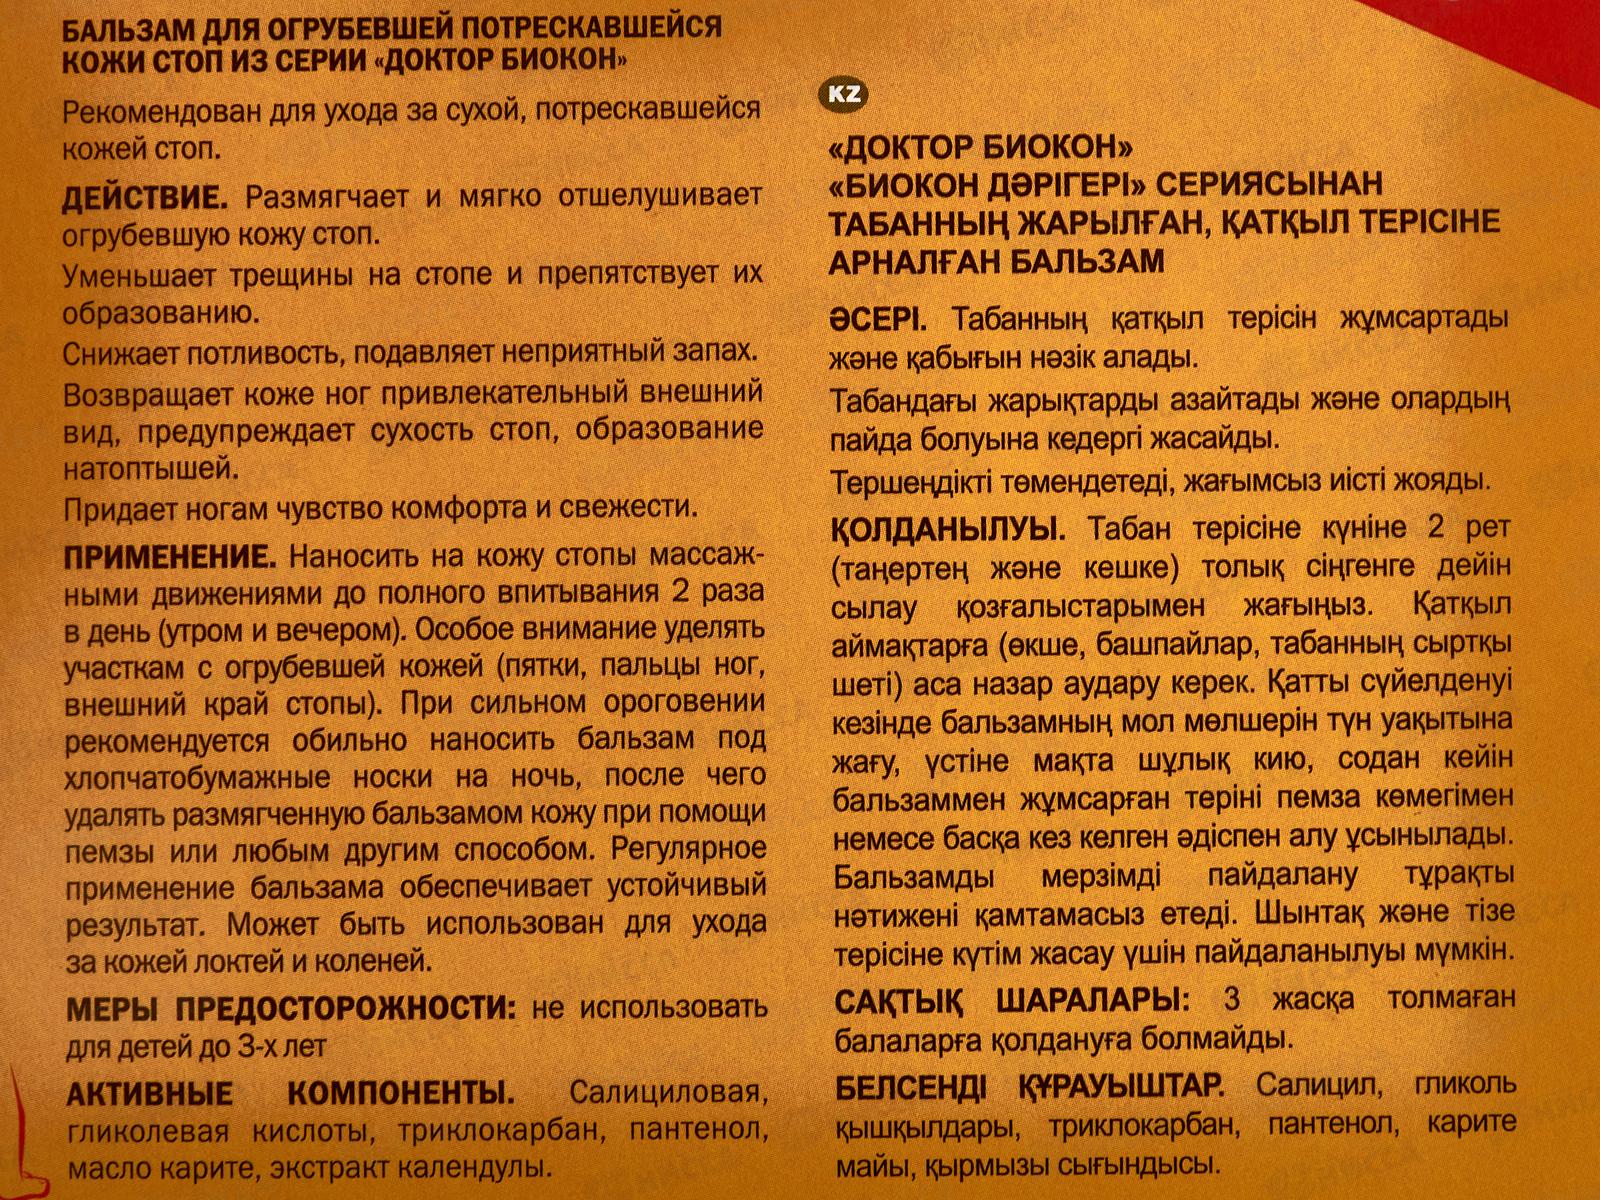 БАЛЬЗАМ ДЛЯ ОГРУБЕВШЕЙ ПОТРЕСКАВШЕЙСЯ
КОЖИ СТОП ИЗ СЕРИИ «ДОКТОР БИОКОН»
Рекомендован для ухода за сухой, потрескавшейся
кожей стоп.
ДЕЙСТВИЕ. Размягчает и мягко отшелушивает
огрубевшую кожу стоп.
Уменьшает трещины на стопе и препятствует их
образованию.
Снижает потливость, подавляет неприятный запах.
Возвращает коже ног привлекательный внешний
вид, предупреждает сухость стоп, образование
натоптышей.
Придает ногам чувство комфорта и свежести.
ПРИМЕНЕНИЕ. Наносить на кожу стопы массаж-
ными движениями до полного впитывания 2 раза
в день (утром и вечером). Особое внимание уделять
участкам с огрубевшей кожей (пятки, пальцы ног,
внешний край стопы). При сильном ороговении
рекомендуется обильно наносить бальзам под
хлопчатобумажные носки на ночь, после чего
удалять размягченную бальзамом кожу при помощи
пемзы или любым другим способом. Регулярное
применение бальзама обеспечивает устойчивый
результат. Может быть использован для ухода
за кожей локтей и коленей.
МЕРЫ ПРЕДОСТОРОЖНОСТИ: не использовать
для детей до 3-х лет
АКТИВНЫЕ КОМПОНЕНТЫ. Салициловая,
гликолевая кислоты, триклокарбан, пантенол,
масло карите, экстракт календулы.
KZ
«ДОКТОР БИОКОН»
«БИОКОН ДӘРІГЕРІ» СЕРИЯСЫНАН
ТАБАННЫҢ ЖАРЫЛҒАН, ҚАТҚЫЛ ТЕРІСІНЕ
АРНАЛҒАН БАЛЬЗАМ
ӘСЕРІ. Табанның қатқыл терісін жұмсартады
және қабығын нәзік алады.
Табандағы жарықтарды азайтады және олардың
пайда болуына кедергі жасайды.
Тершеңдікті төмендетеді, жағымсыз иісті жояды.
ҚОЛДАНЫЛУЫ. Табан терісіне күніне 2 рет
(таңертең және кешке) толық сіңгенге дейін
сылау қозғалыстарымен жағыңыз. Қатқыл
аймақтарға (өкше, башпайлар, табанның сыртқы
шеті) аса назар аудару керек. Қатты сүйелденуі
кезінде бальзамның мол мөлшерін түн уақытына
жағу, үстіне мақта шұлық кию, содан кейін
бальзаммен жұмсарған теріні пемза көмегімен
немесе басқа кез келген әдіспен алу ұсынылады.
Бальзамды мерзімді пайдалану тұрақты
нәтижені қамтамасыз етеді. Шынтақ және тізе
терісіне күтім жасау үшін пайдаланылуы мүмкін.
САҚТЫҚ ШАРАЛАРЫ: 3 жасқа толмаған
балаларға қолдануға болмайды.
БЕЛСЕНДІ ҚҰРАУЫШТАР. Салицил, гликоль
қышқылдары, триклокарбан, пантенол, карите
майы, қырмызы сығындысы.